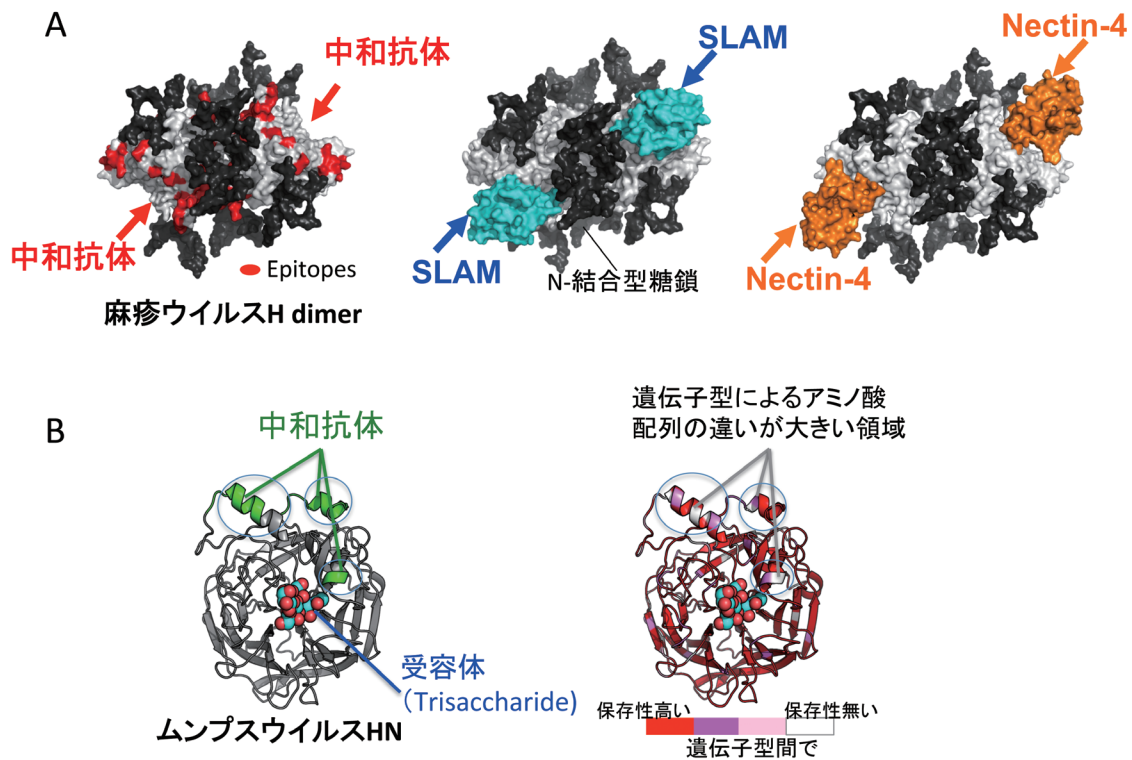 A
中和抗体
中和抗体
Epitopes
麻疹ウイルスH dimer
SLAM
SLAM
N-結合型糖鎖
Nectin-4
Nectin-4
B
中和抗体
受容体
（Trisaccharide)
ムンプスウイルスHN
遺伝子型によるアミノ酸
配列の違いが大きい領域
保存性高い
保存性無い
遺伝子型間で